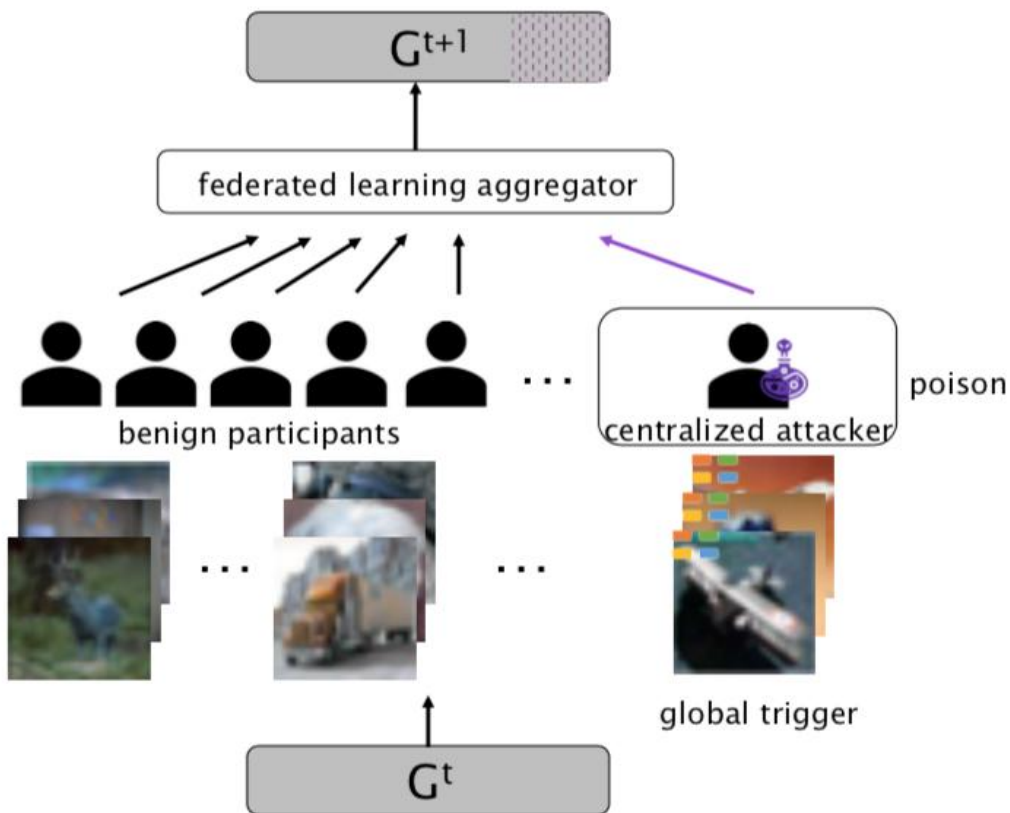 G^{t+1}
federated learning aggregator
...
poison
benign participants
centralized attacker
...
...
global trigger
G^t